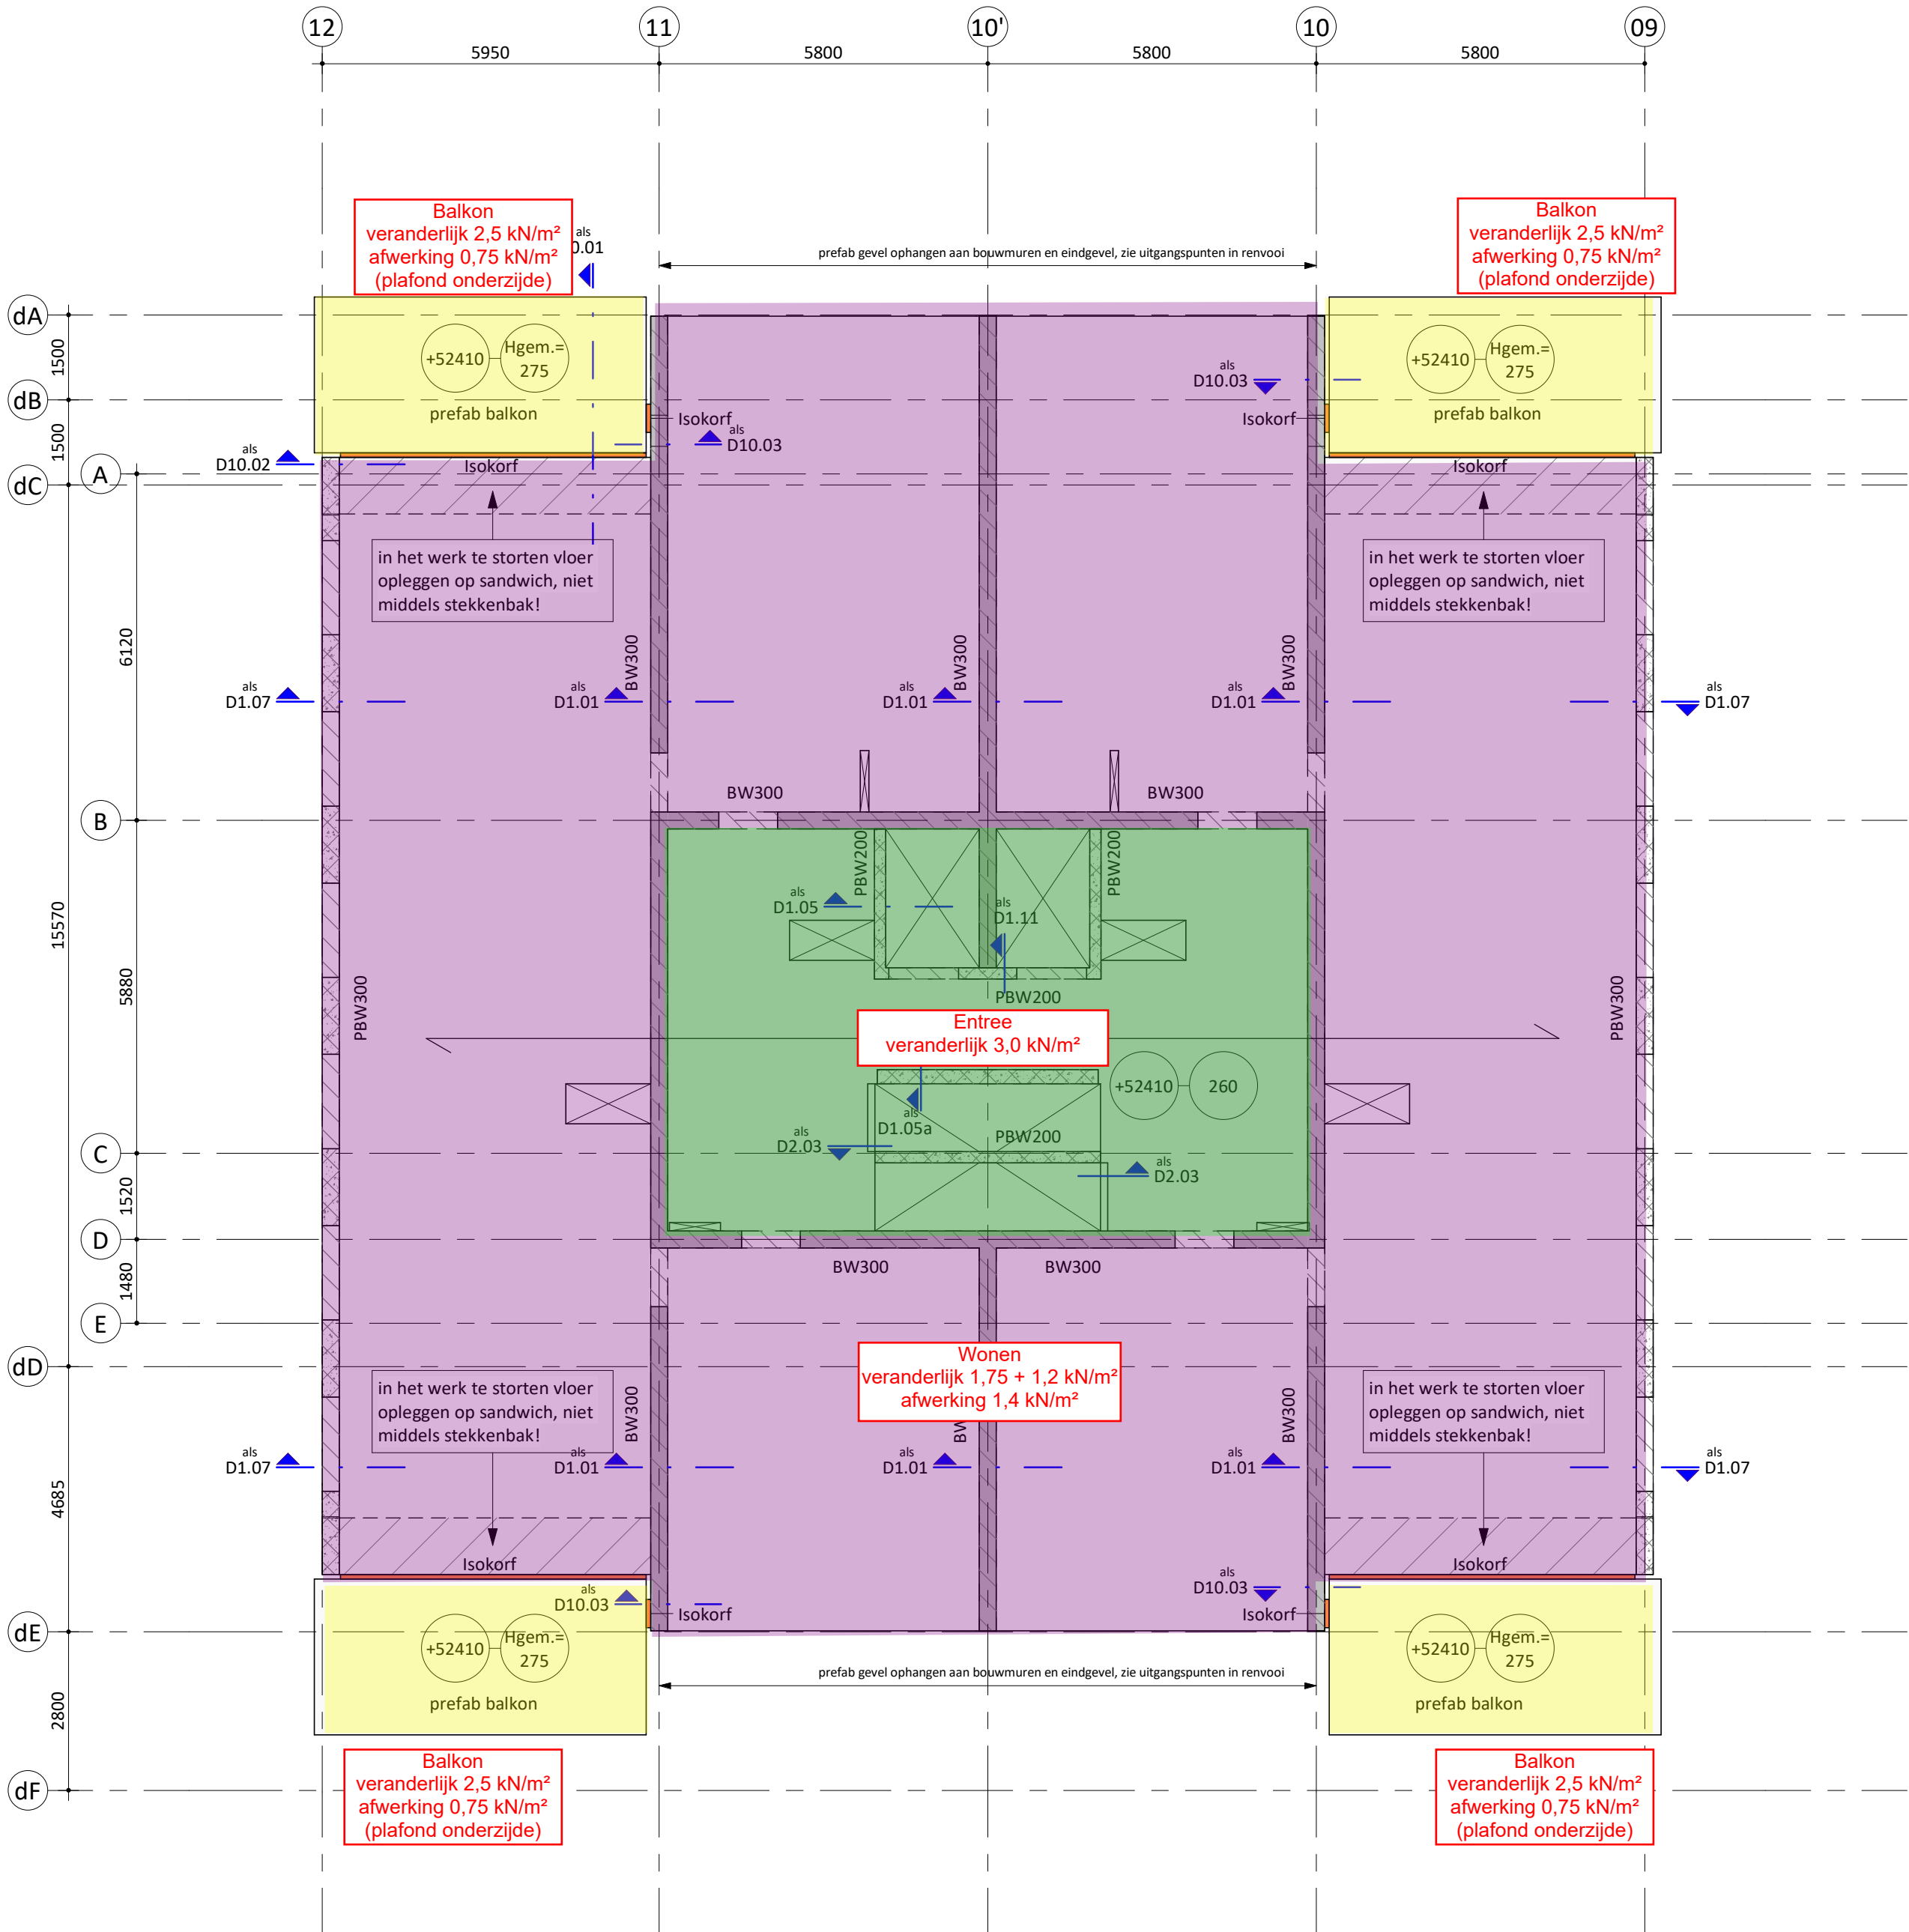 12
11
10'
10
09
5950
5800
5800
5800
Balkon
veranderlijk 2,5 kN/m²
afwerking 0,75 kN/m²
(plafond onderzijde)
als
0.01
prefab gevel ophangen aan bouwmuren en eindgevel, zie uitgangspunten in renvooi
Balkon
veranderlijk 2,5 kN/m²
afwerking 0,75 kN/m²
(plafond onderzijde)
dA
1500
dB
1500
A
dC
+52410
Hgem.=
275
prefab balkon
+52410
Hgem.=
275
prefab balkon
als
D10.03
Isokorf
Isokorf
als
D10.03
als
D10.02
Isokorf
Isokorf
in het werk te storten vloer
opleggen op sandwich, niet
middels stekkenbak!
in het werk te storten vloer
opleggen op sandwich, niet
middels stekkenbak!
6120
BW300
BW300
BW300
als
D1.07
als
D1.01
als
D1.01
als
D1.01
als
D1.07
BW300
BW300
B
PBW200
PBW200
als
D1.05
als
D1.11
15570
5880
PBW300
PBW300
PBW200
Entree
veranderlijk 3,0 kN/m²
+52410
260
als
D1.05a
PBW200
als
D2.03
als
D2.03
C
1520
D
1480
E
BW300
BW300
dD
Wonen
veranderlijk 1,75 + 1,2 kN/m²
afwerking 1,4 kN/m²
in het werk te storten vloer
opleggen op sandwich, niet
middels stekkenbak!
in het werk te storten vloer
opleggen op sandwich, niet
middels stekkenbak!
BW300
BW300
als
D1.07
als
D1.01
als
D1.01
als
D1.01
als
D1.07
4685
Isokorf
Isokorf
als
D10.03
als
D10.03
Isokorf
Isokorf
dE
+52410
Hgem.=
275
prefab balkon
+52410
Hgem.=
275
prefab balkon
prefab gevel ophangen aan bouwmuren en eindgevel, zie uitgangspunten in renvooi
2800
dF
Balkon
veranderlijk 2,5 kN/m²
afwerking 0,75 kN/m²
(plafond onderzijde)
Balkon
veranderlijk 2,5 kN/m²
afwerking 0,75 kN/m²
(plafond onderzijde)